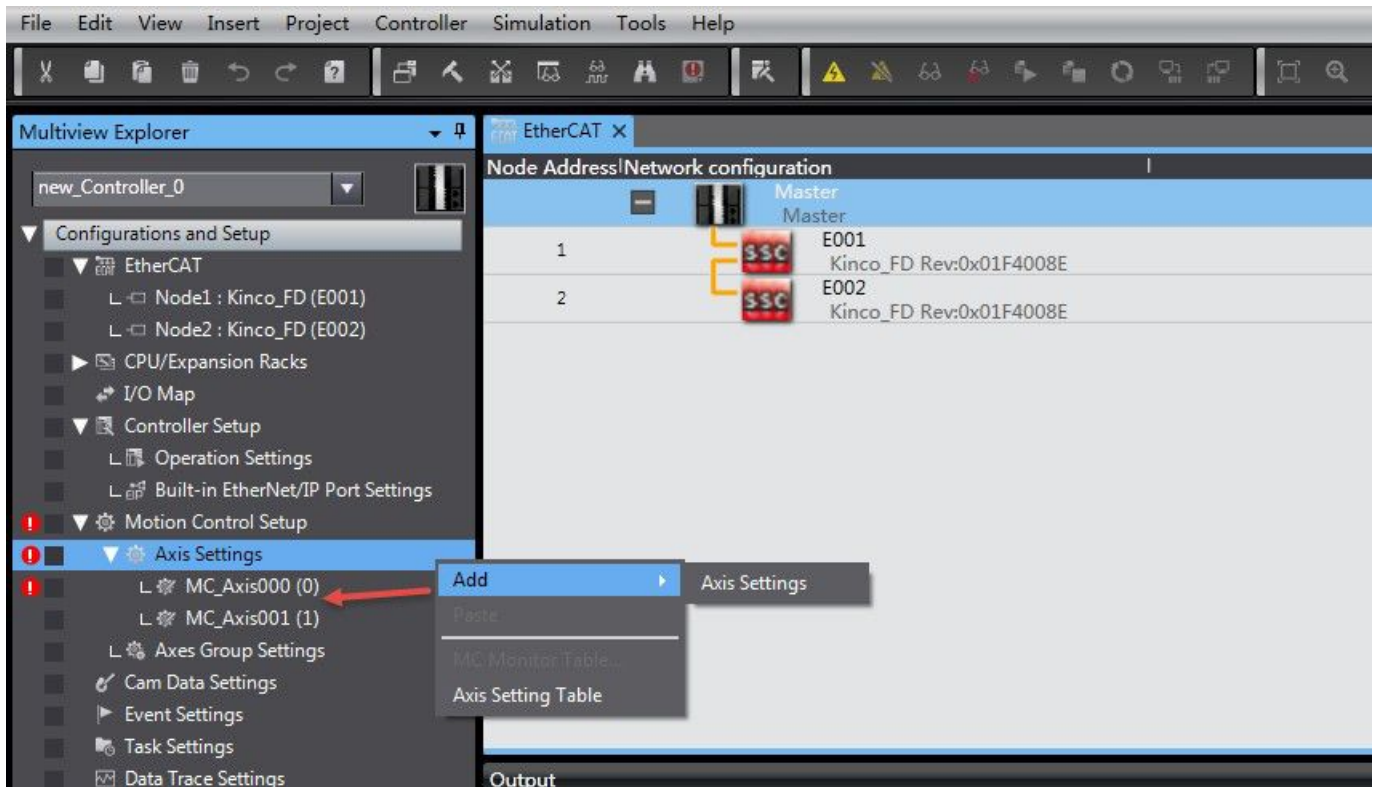 File Edit View Insert Project Controller Simulation Tools Help
Multiview Explorer
new_Controller_0
Configurations and Setup
EtherCAT
Node1 : Kinco_FD (E001)
Node2 : Kinco_FD (E002)
CPU/Expansion Racks
I/O Map
Controller Setup
Operation Settings
Built-in EtherNet/IP Port Settings
Motion Control Setup
Axis Settings
MC_Axis000 (0)
MC_Axis001 (1)
Axes Group Settings
Cam Data Settings
Event Settings
Task Settings
Data Trace Settings
EtherCAT
Node Address Network configuration
Master
Master
1
SSC
E001
Kinco_FD Rev:0x01F4008E
2
SSC
E002
Kinco_FD Rev:0x01F4008E
Add
Paste
MC Monitor Table...
Axis Setting Table
Axis Settings
Output